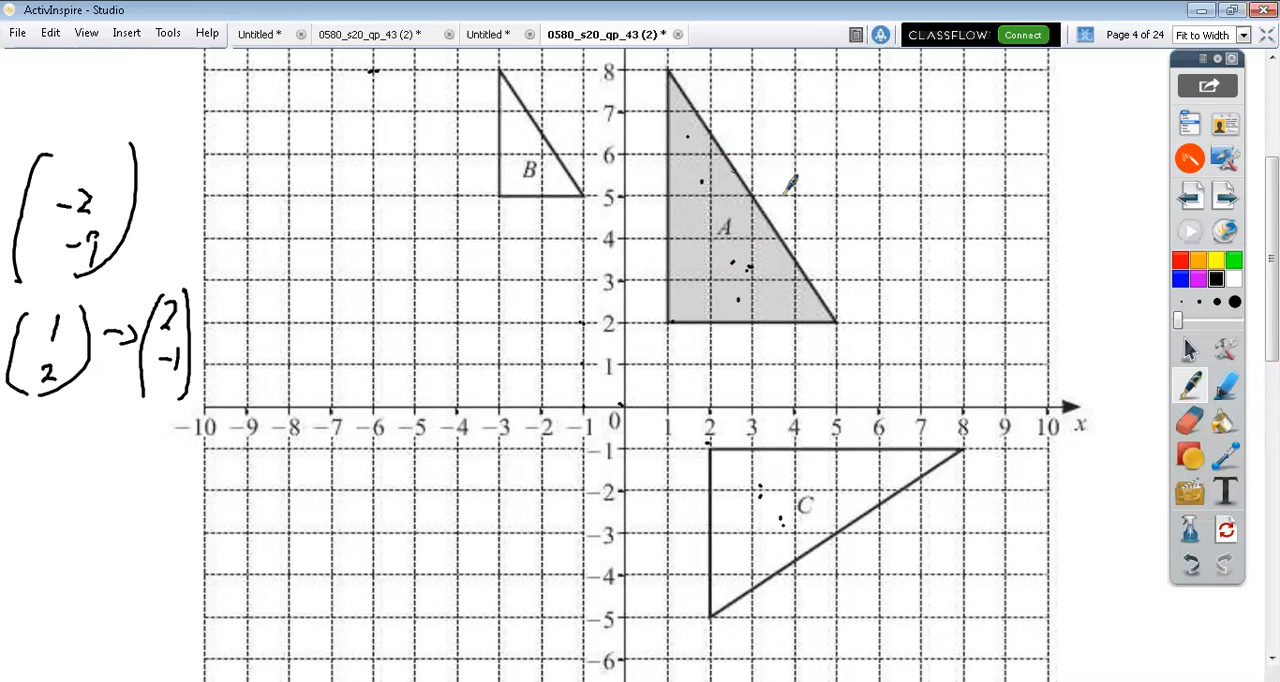 ActivInspire - Studio
File Edit View Insert Tools Help Untitled * 0580_s20_qp_43 (2) * Untitled * 0580_s20_qp_43 (2) * CLASSFLOW Connect Page 4 of 24 Fit to Width
8
7
6
B
5
A
4
3
2
1
-10 -9 -8 -7 -6 -5 -4 -3 -2 -1 0 1 2 3 4 5 6 7 8 9 10 x
-1
-2
C
-3
-4
-5
-6
-2
1 2
2 -1
T